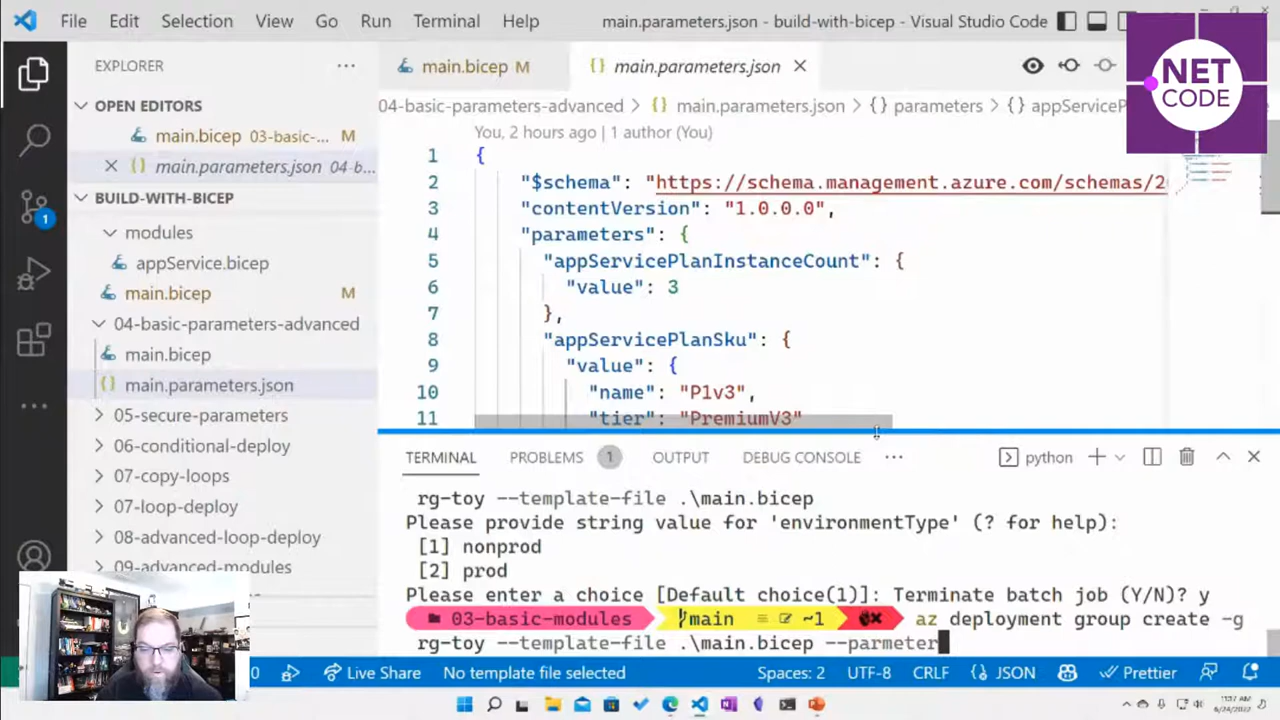 File Edit Selection View Go Run Terminal Help main.parameters.json - build-with-bicep - Visual Studio Code
NET
CODE
EXPLORER
OPEN EDITORS
main.bicep 03-basic-... M
main.parameters.json 04-b...
BUILD-WITH-BICEP
modules
appService.bicep
main.bicep M
04-basic-parameters-advanced
main.bicep
main.parameters.json
05-secure-parameters
06-conditional-deploy
07-copy-loops
07-loop-deploy
08-advanced-loop-deploy
09-advanced-modules
1
main.bicep M
main.parameters.json
04-basic-parameters-advanced > main.parameters.json > {} parameters > {} appServiceP
You, 2 hours ago | 1 author (You)
1 {
2 "$schema": "https://schema.management.azure.com/schemas/2
3 "contentVersion": "1.0.0.0",
4 "parameters": {
5 "appServicePlanInstanceCount": {
6 "value": 3
7 },
8 "appServicePlanSku": {
9 "value": {
10 "name": "P1v3",
11 "tier": "PremiumV3"
TERMINAL PROBLEMS 1 OUTPUT DEBUG CONSOLE ... python
rg-toy --template-file .\main.bicep
Please provide string value for 'environmentType' (? for help):
[1] nonprod
[2] prod
Please enter a choice [Default choice(1)]: Terminate batch job (Y/N)? y
03-basic-modules main ≡ ~1 az deployment group create -g
rg-toy --template-file .\main.bicep --parmeter
0 Live Share No template file selected Spaces: 2 UTF-8 CRLF {} JSON Prettier
11:37 AM
6/24/2022